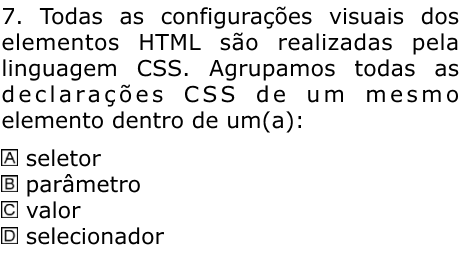 7. Todas as configurações visuais dos
elementos HTML são realizadas pela
linguagem CSS. Agrupamos todas as
declarações CSS de um mesmo
elemento dentro de um(a):
A seletor
B parâmetro
C valor
D selecionador